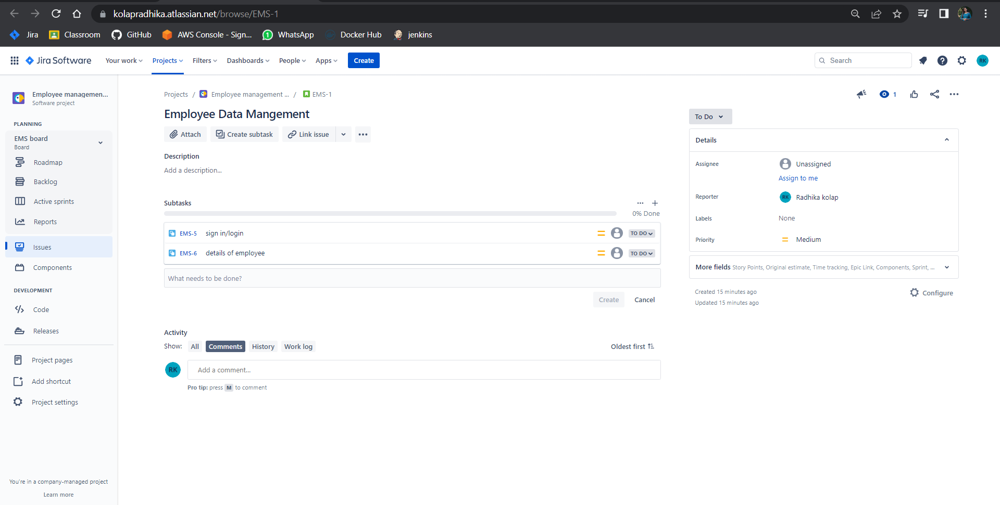 kolapradhika.atlassian.net/browse/EMS-1
Jira Classroom GitHub AWS Console - Sign... WhatsApp Docker Hub jenkins
Jira Software Your work Projects Filters Dashboards People Apps Create Search RK
Employee managemen...
Software project
PLANNING
EMS board
Board
Roadmap
Backlog
Active sprints
Reports
Issues
Components
DEVELOPMENT
Code
Releases
Project pages
Add shortcut
Project settings
You're in a company-managed project
Learn more
Projects / Employee management ... / EMS-1
1
Employee Data Mangement
Attach Create subtask Link issue
Description
Add a description...
Subtasks
0% Done
EMS-5 sign in/login TO DO
EMS-6 details of employee TO DO
What needs to be done?
Create Cancel
Activity
Show: All Comments History Work log Oldest first
RK Add a comment...
Pro tip: press M to comment
To Do
Details
Assignee Unassigned
Assign to me
Reporter RK Radhika kolap
Labels None
Priority Medium
More fields Story Points, Original estimate, Time tracking, Epic Link, Components, Sprint, ...
Created 15 minutes ago
Configure
Updated 15 minutes ago